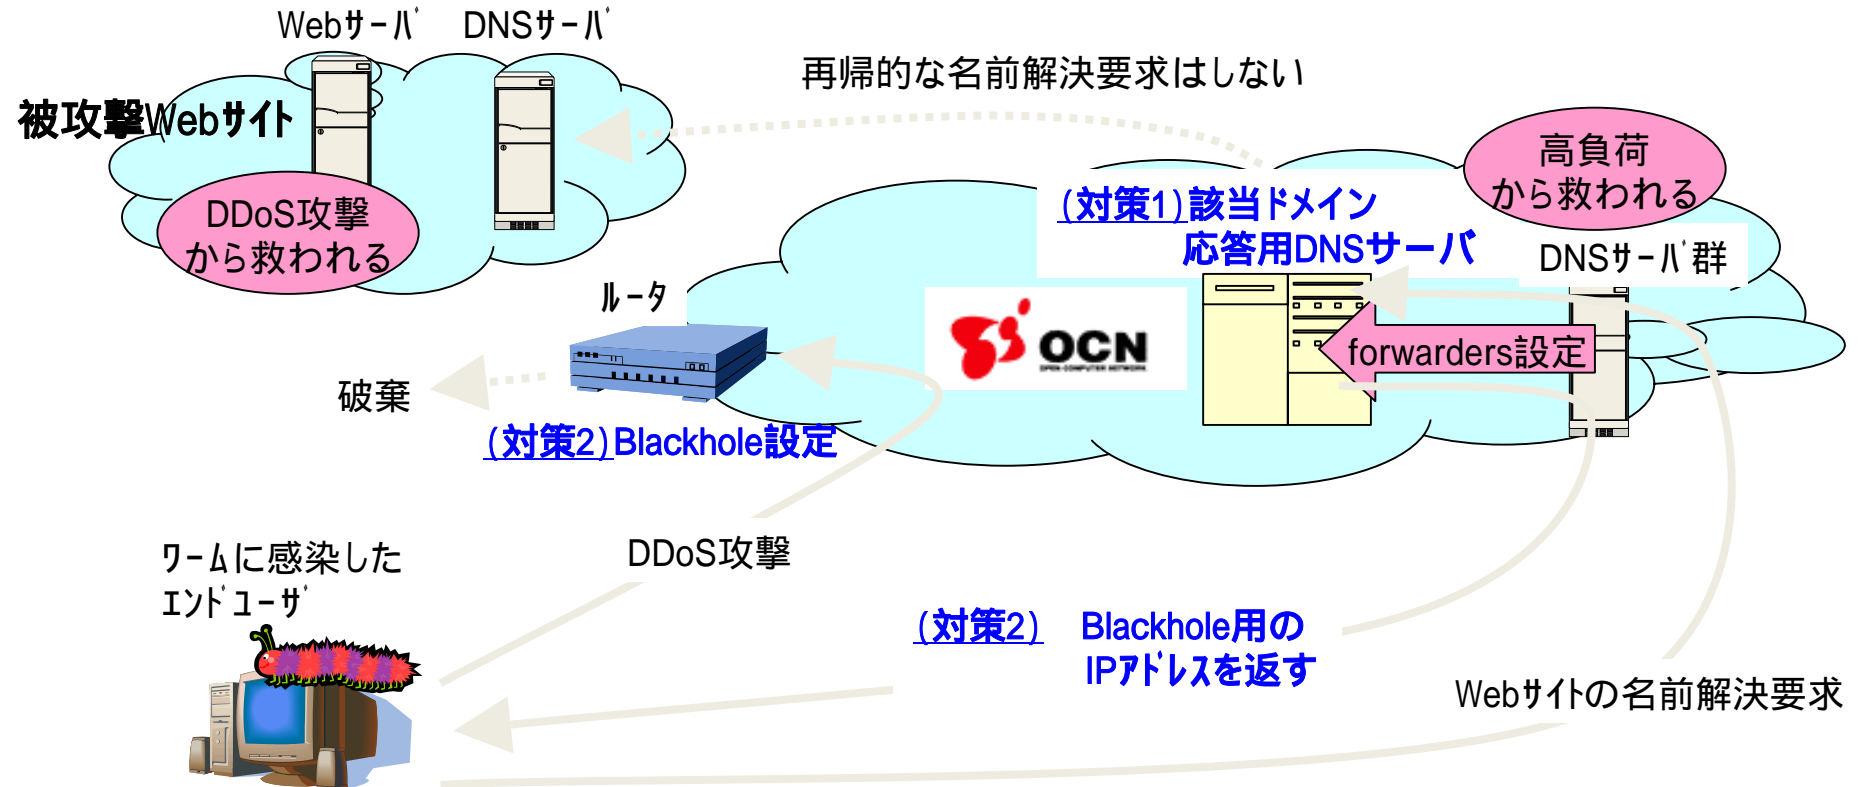 Webｻｰﾊﾞ
DNSｻｰﾊﾞ
再帰的な名前解決要求はしない
被攻撃Webｻｲﾄ
高負荷
から救われる
DDoS攻撃
から救われる
(対策1)該当ドメイン
応答用DNSサーバ
DNSｻｰﾊﾞ群
ﾙｰﾀ
OCN
OPEN COMPUTER NETWORK
forwarders設定
破棄
(対策2)Blackhole設定
DDoS攻撃
ﾜｰﾑに感染した
ｴﾝﾄﾞﾕｰｻﾞ
(対策2) Blackhole用の
IPｱﾄﾞﾚｽを返す
Webｻｲﾄの名前解決要求